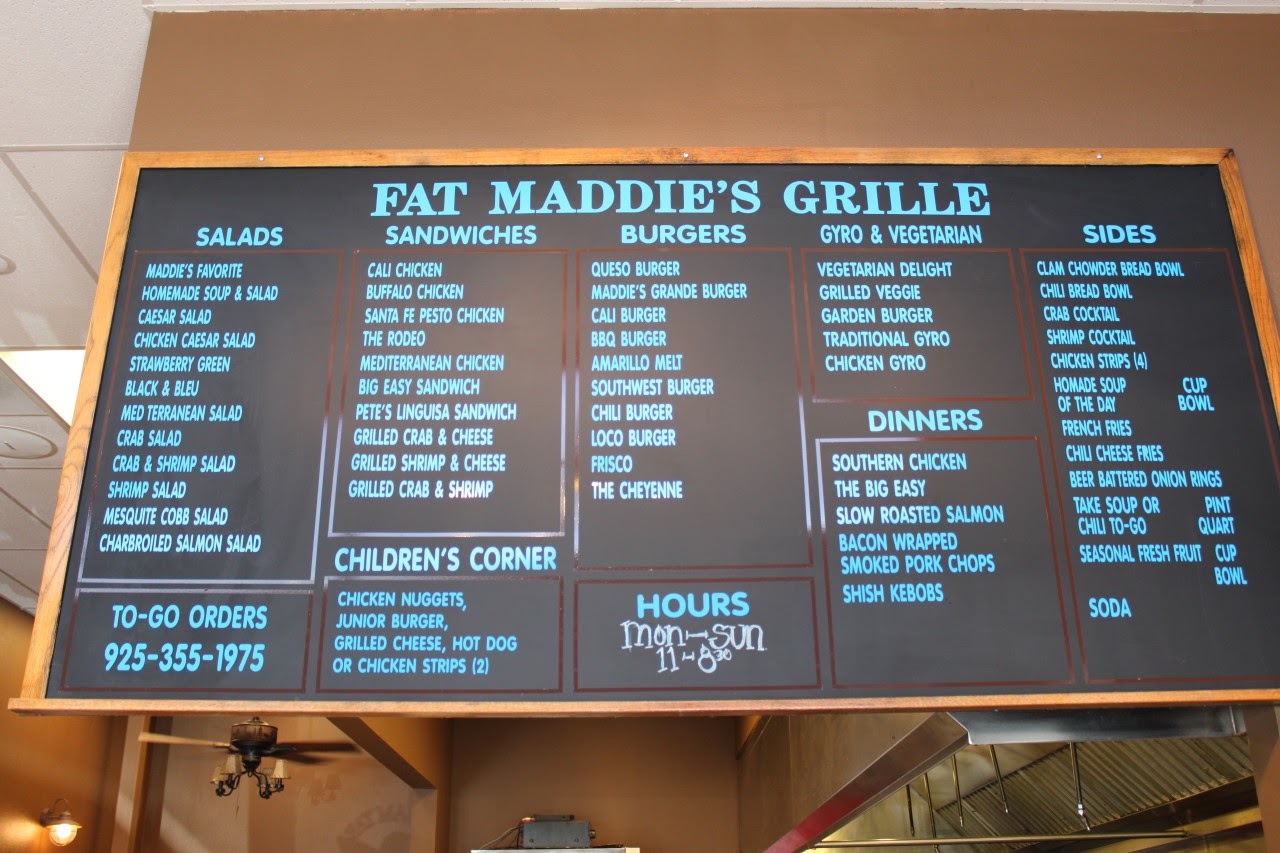 FAT MADDIE'S GRILLE
SALADS
MADDIE'S FAVORITE
HOMEMADE SOUP & SALAD
CAESAR SALAD
CHICKEN CAESAR SALAD
STRAWBERRY GREEN
BLACK & BLEU
MED TERRANEAN SALAD
CRAB SALAD
CRAB & SHRIMP SALAD
SHRIMP SALAD
MESQUITE COBB SALAD
CHARBROILED SALMON SALAD
TO-GO ORDERS
925-355-1975
SANDWICHES
CALI CHICKEN
BUFFALO CHICKEN
SANTA FE PESTO CHICKEN
THE RODEO
MEDITERRANEAN CHICKEN
BIG EASY SANDWICH
PETE'S LINGUISA SANDWICH
GRILLED CRAB & CHEESE
GRILLED SHRIMP & CHEESE
GRILLED CRAB & SHRIMP
CHILDREN'S CORNER
CHICKEN NUGGETS,
JUNIOR BURGER,
GRILLED CHEESE, HOT DOG
OR CHICKEN STRIPS (2)
BURGERS
QUESO BURGER
MADDIE'S GRANDE BURGER
CALI BURGER
BBQ BURGER
AMARILLO MELT
SOUTHWEST BURGER
CHILI BURGER
LOCO BURGER
FRISCO
THE CHEYENNE
HOURS
mon-sun
11-8³⁰
GYRO & VEGETARIAN
VEGETARIAN DELIGHT
GRILLED VEGGIE
GARDEN BURGER
TRADITIONAL GYRO
CHICKEN GYRO
DINNERS
SOUTHERN CHICKEN
THE BIG EASY
SLOW ROASTED SALMON
BACON WRAPPED
SMOKED PORK CHOPS
SHISH KEBOBS
SIDES
CLAM CHOWDER BREAD BOWL
CHILI BREAD BOWL
CRAB COCKTAIL
SHRIMP COCKTAIL
CHICKEN STRIPS (4)
HOMADE SOUP CUP
OF THE DAY BOWL
FRENCH FRIES
CHILI CHEESE FRIES
BEER BATTERED ONION RINGS
TAKE SOUP OR PINT
CHILI TO-GO QUART
SEASONAL FRESH FRUIT CUP
BOWL
SODA